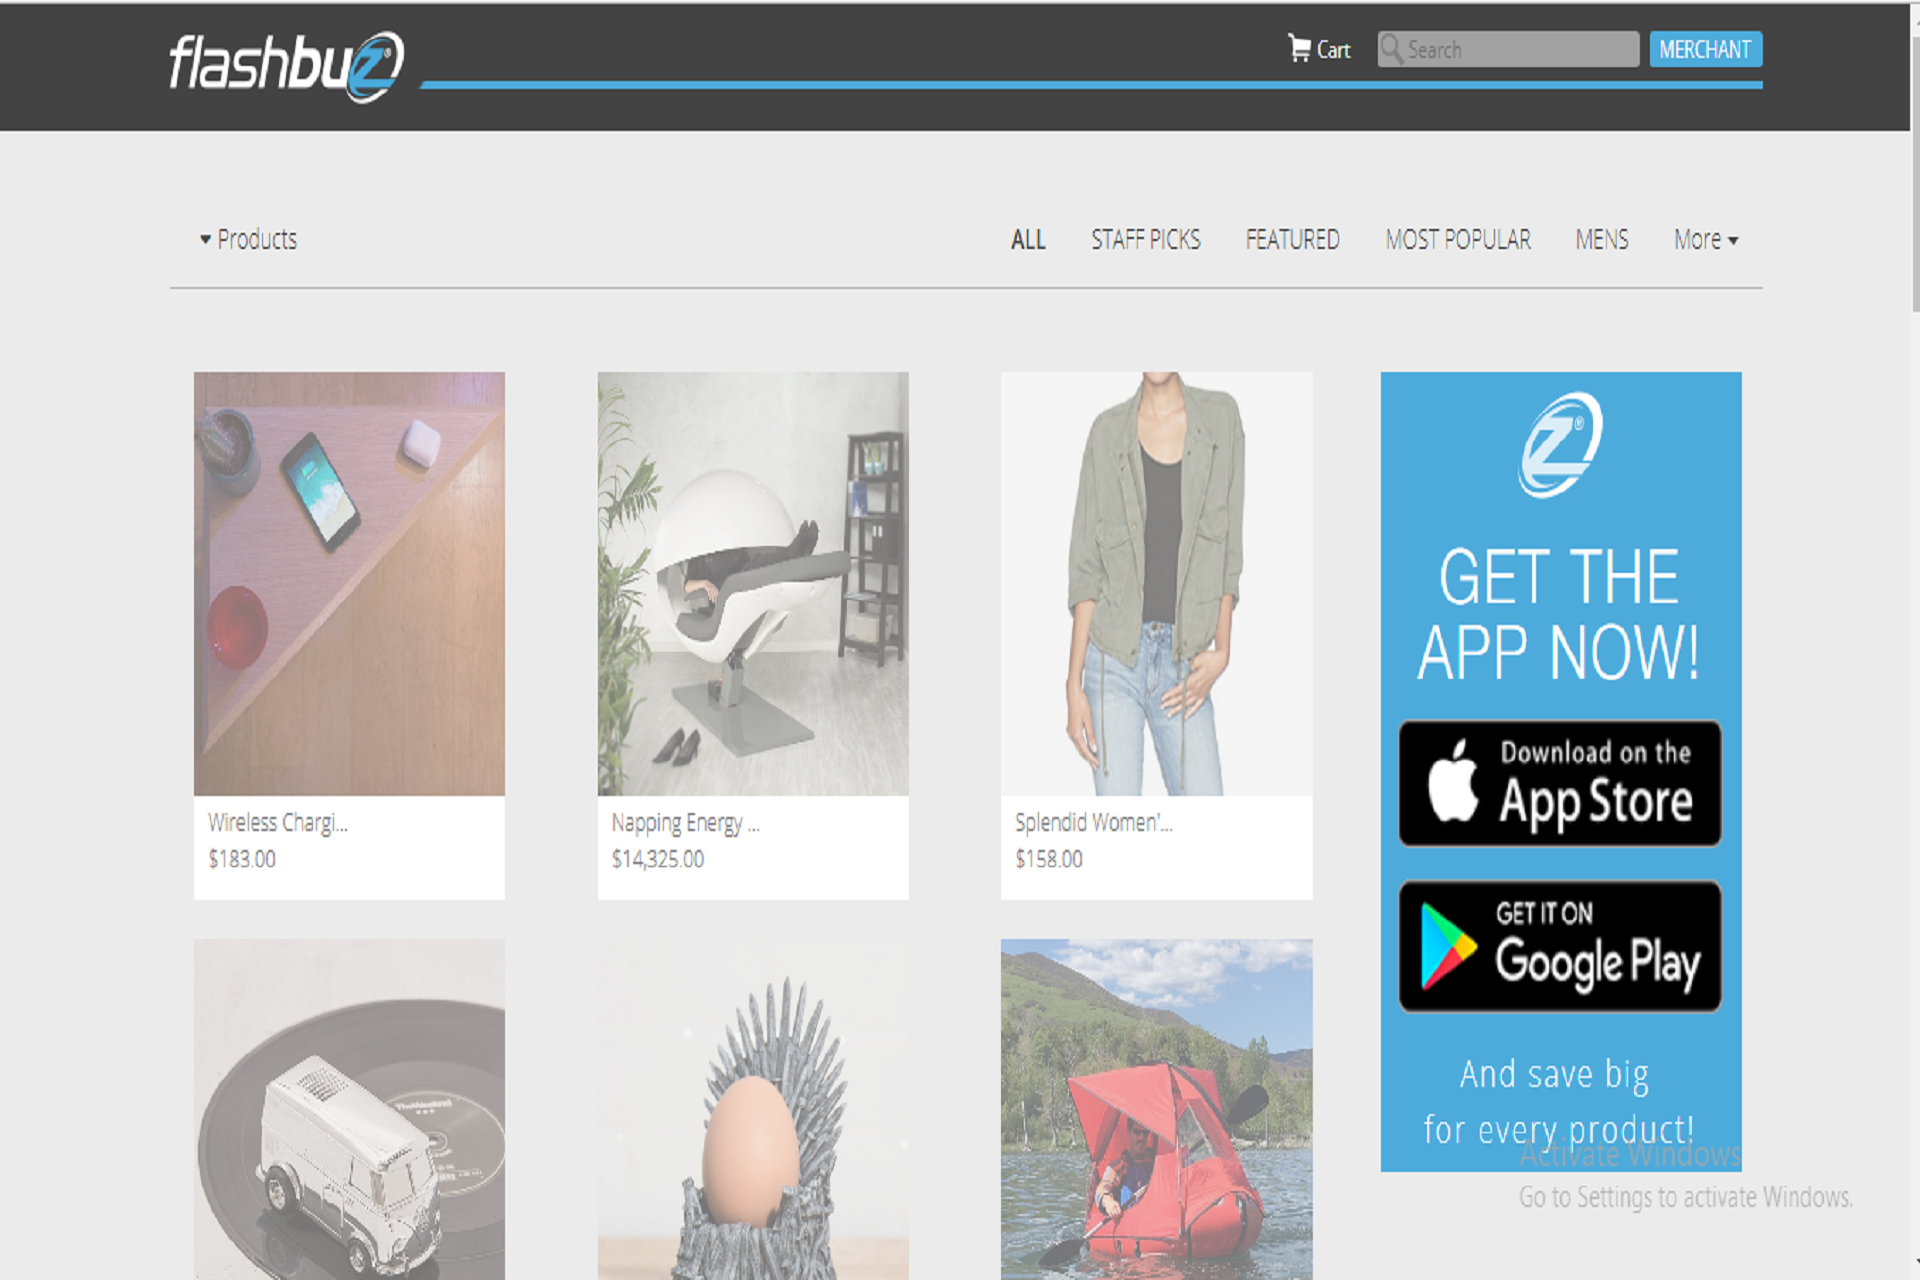 flashbuz®
Cart
Search
MERCHANT
Products
ALL
STAFF PICKS
FEATURED
MOST POPULAR
MENS
More
Wireless Chargi...
$183.00
Napping Energy ...
$14,325.00
Splendid Women'...
$158.00
Z®
GET THE
APP NOW!
Download on the
App Store
GET IT ON
Google Play
And save big
for every product!
Activate Windows
Go to Settings to activate Windows.
TheWeeknd